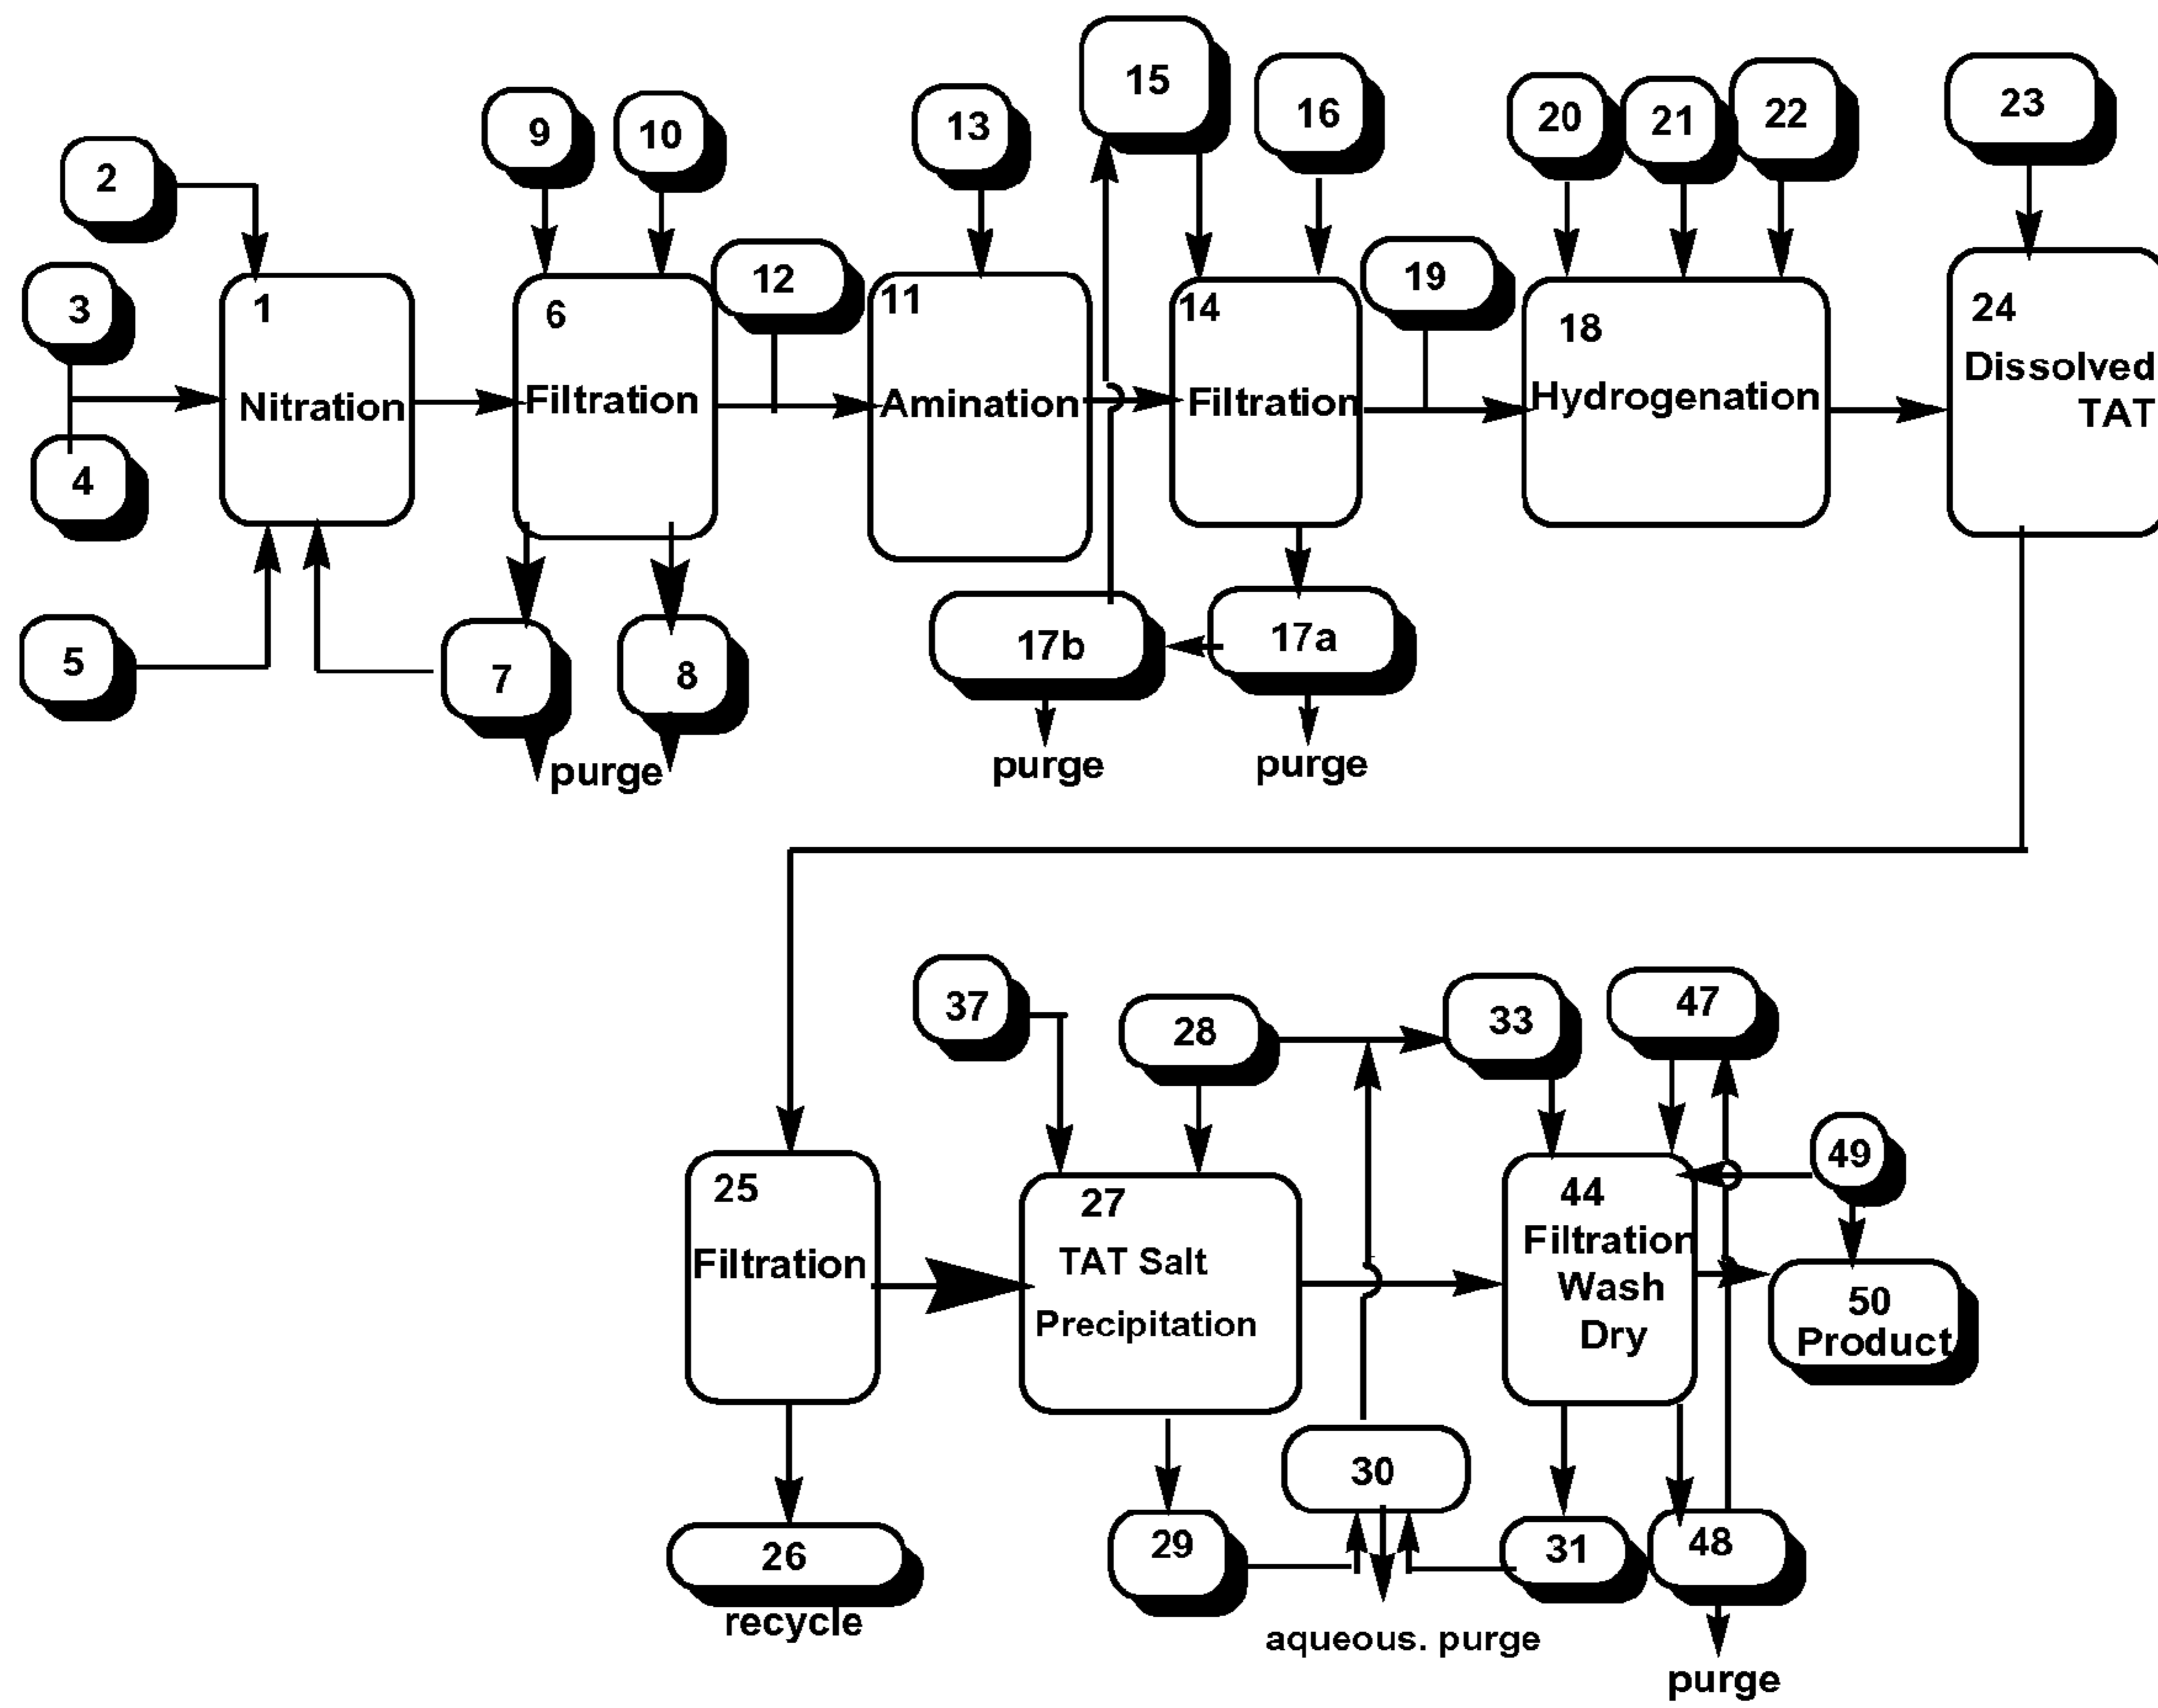 15
9
10
13
16
20
21
22
23
2
3
1
6
12
11
14
19
18
24
Nitration
Filtration
Amination
Filtration
Hydrogenation
Dissolved
TAT
4
5
7
8
17b
17a
purge
purge
purge
37
28
33
47
49
25
Filtration
27
TAT Salt
Precipitation
44
Filtration
Wash
Dry
50
Product
30
26
recycle
29
31
48
aqueous. purge
purge